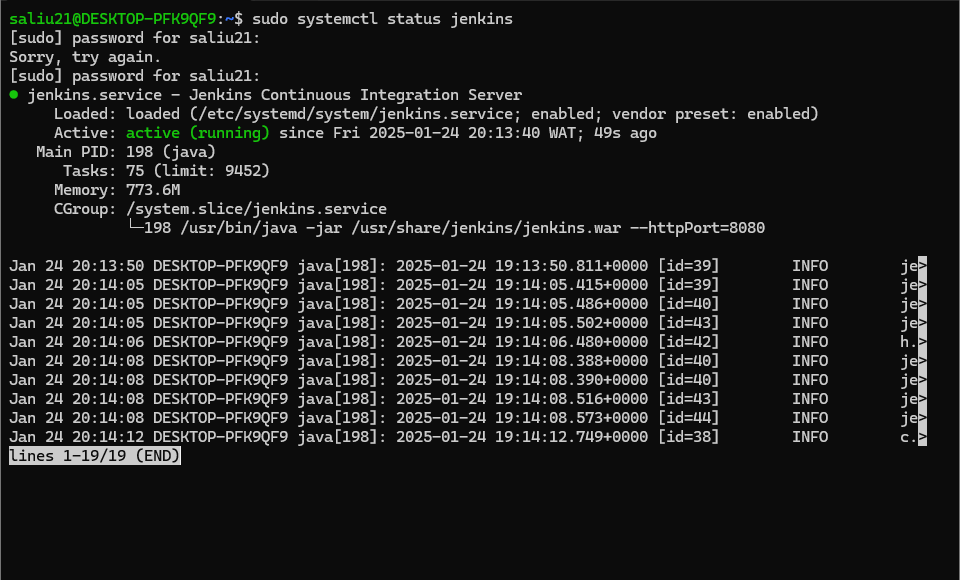 saliu21@DESKTOP-PFK9QF9:~$ sudo systemctl status jenkins
[sudo] password for saliu21:
Sorry, try again.
[sudo] password for saliu21:
● jenkins.service - Jenkins Continuous Integration Server
Loaded: loaded (/etc/systemd/system/jenkins.service; enabled; vendor preset: enabled)
Active: active (running) since Fri 2025-01-24 20:13:40 WAT; 49s ago
Main PID: 198 (java)
Tasks: 75 (limit: 9452)
Memory: 773.6M
CGroup: /system.slice/jenkins.service
└─198 /usr/bin/java -jar /usr/share/jenkins/jenkins.war --httpPort=8080
Jan 24 20:13:50 DESKTOP-PFK9QF9 java[198]: 2025-01-24 19:13:50.811+0000 [id=39] INFO je>
Jan 24 20:14:05 DESKTOP-PFK9QF9 java[198]: 2025-01-24 19:14:05.415+0000 [id=39] INFO je>
Jan 24 20:14:05 DESKTOP-PFK9QF9 java[198]: 2025-01-24 19:14:05.486+0000 [id=40] INFO je>
Jan 24 20:14:05 DESKTOP-PFK9QF9 java[198]: 2025-01-24 19:14:05.502+0000 [id=43] INFO je>
Jan 24 20:14:06 DESKTOP-PFK9QF9 java[198]: 2025-01-24 19:14:06.480+0000 [id=42] INFO h.>
Jan 24 20:14:08 DESKTOP-PFK9QF9 java[198]: 2025-01-24 19:14:08.388+0000 [id=40] INFO je>
Jan 24 20:14:08 DESKTOP-PFK9QF9 java[198]: 2025-01-24 19:14:08.390+0000 [id=40] INFO je>
Jan 24 20:14:08 DESKTOP-PFK9QF9 java[198]: 2025-01-24 19:14:08.516+0000 [id=43] INFO je>
Jan 24 20:14:08 DESKTOP-PFK9QF9 java[198]: 2025-01-24 19:14:08.573+0000 [id=44] INFO je>
Jan 24 20:14:12 DESKTOP-PFK9QF9 java[198]: 2025-01-24 19:14:12.749+0000 [id=38] INFO c.>
lines 1-19/19 (END)